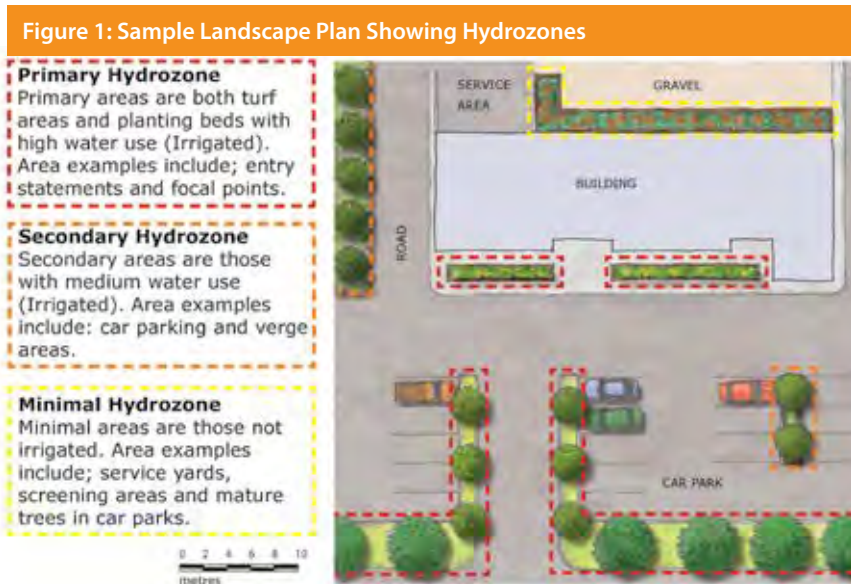 Figure 1: Sample Landscape Plan Showing Hydrozones
Primary Hydrozone
Primary areas are both turf
areas and planting beds with
high water use (Irrigated).
Area examples include; entry
statements and focal points.
Secondary Hydrozone
Secondary areas are those
with medium water use
(Irrigated). Area examples
include: car parking and verge
areas.
Minimal Hydrozone
Minimal areas are those not
irrigated. Area examples
include; service yards,
screening areas and mature
trees in car parks.
0 2 4 6 8 10
metres
SERVICE
AREA
GRAVEL
BUILDING
ROAD
CAR PARK